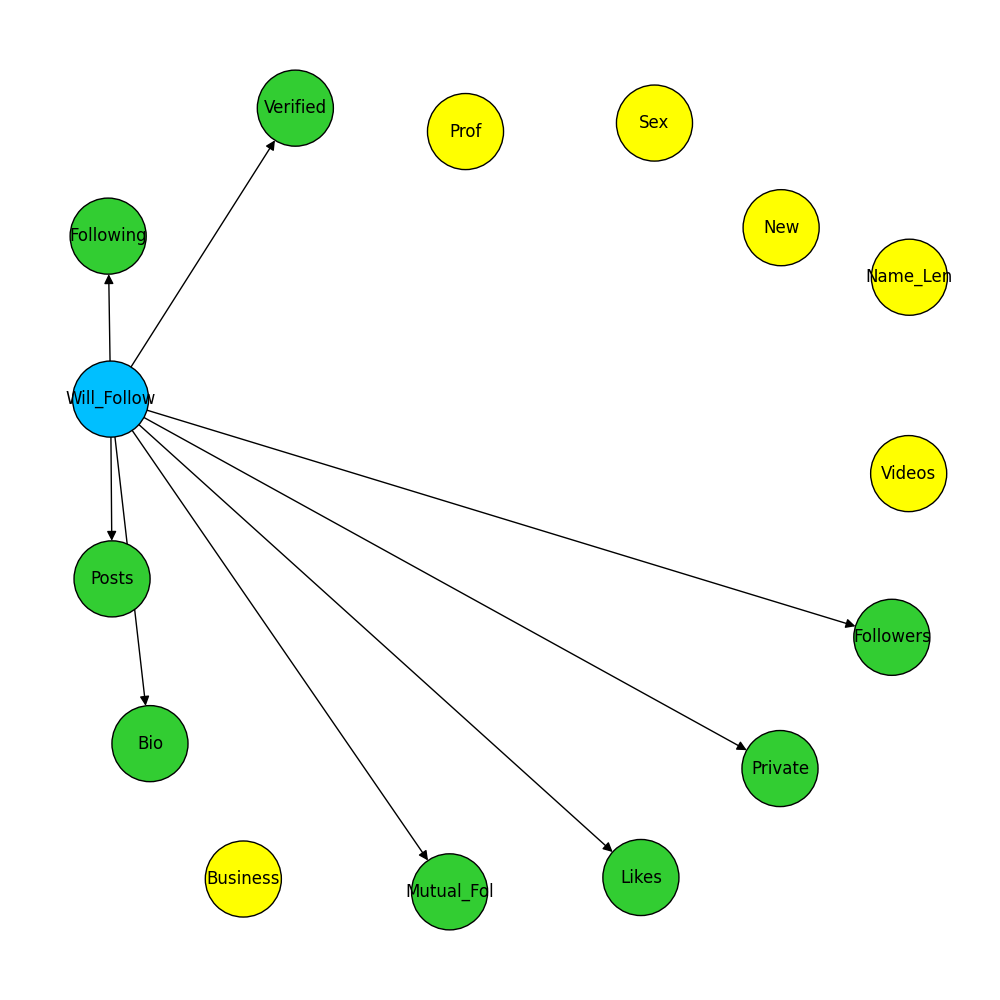 Verified
Prof
Sex
New
Following
Name_Len
Will_Follow
Videos
Posts
Followers
Bio
Private
Business
Mutual_Fol
Likes